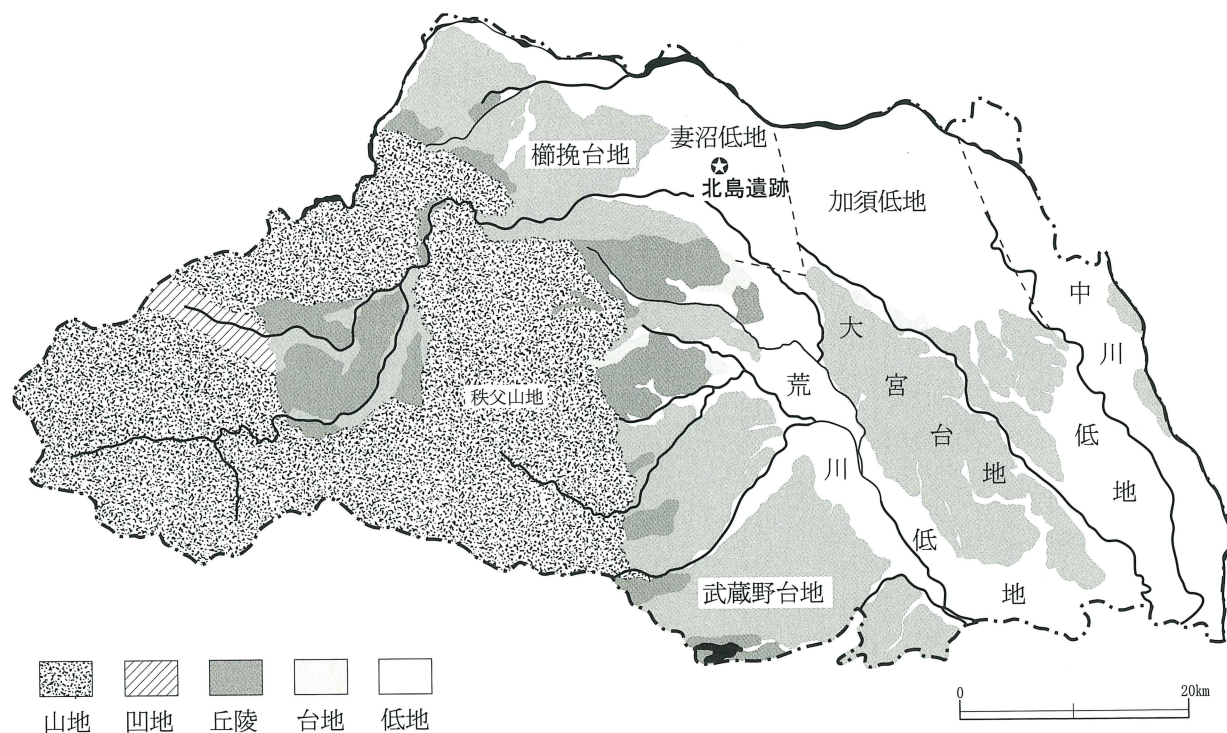 妻沼低地
櫛挽台地
北島遺跡
加須低地
中川低地
大宮台地
荒川低地
秩父山地
武蔵野台地
山地
凹地
丘陵
台地
低地
0
20km